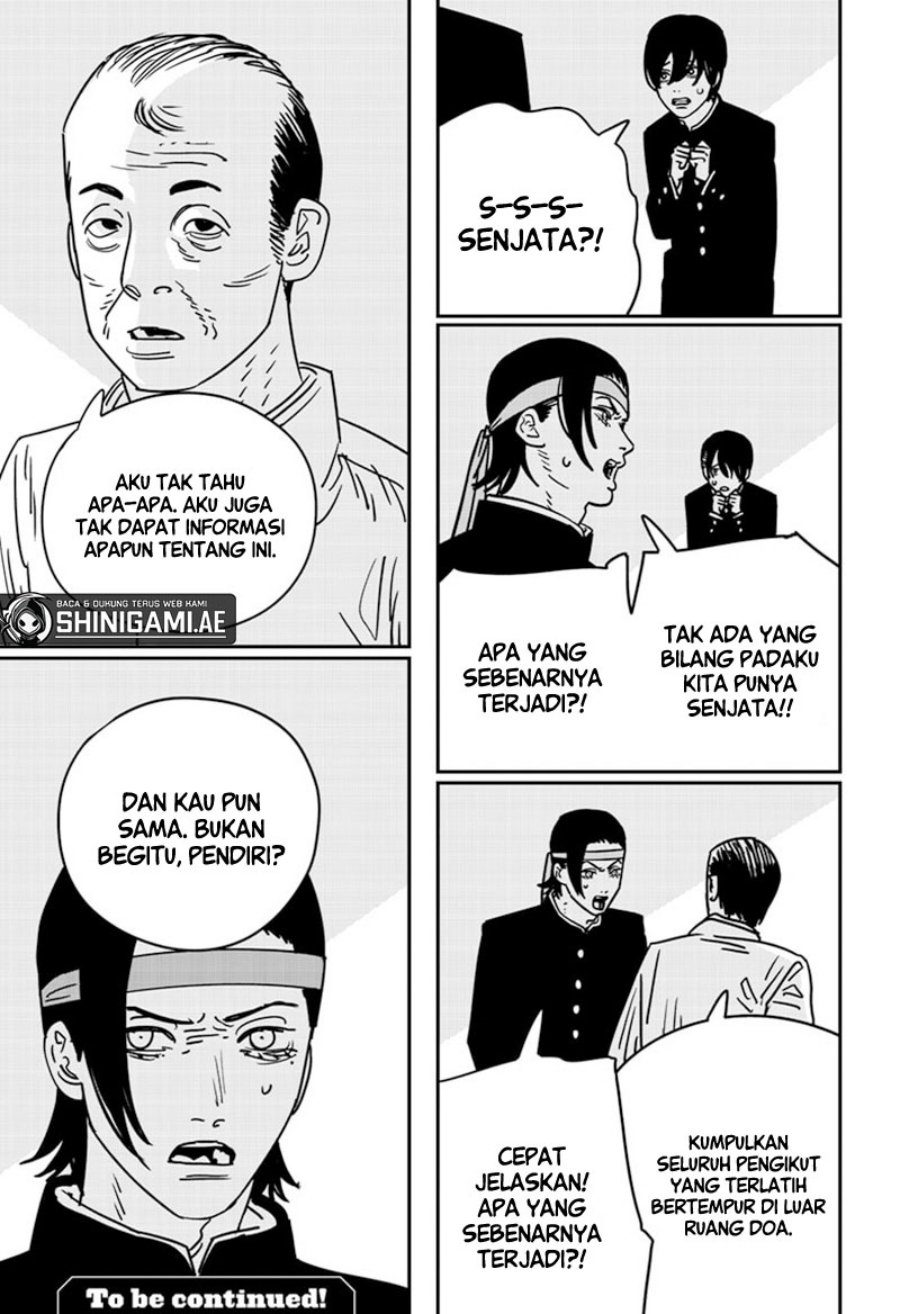 S-S-S-
SENJATA?!
TAK ADA YANG
BILANG PADAKU
KITA PUNYA
SENJATA!!
APA YANG
SEBENARNYA
TERJADI?!
KUMPULKAN
SELURUH PENGIKUT
YANG TERLATIH
BERTEMPUR DI LUAR
RUANG DOA.
CEPAT
JELASKAN!
APA YANG
SEBENARNYA
TERJADI?!
AKU TAK TAHU
APA-APA. AKU JUGA
TAK DAPAT INFORMASI
APAPUN TENTANG INI.
BACA & DUKUNG TERUS WEB KAMI
SHINIGAMI.AE
DAN KAU PUN
SAMA. BUKAN
BEGITU, PENDIRI?
To be continued!